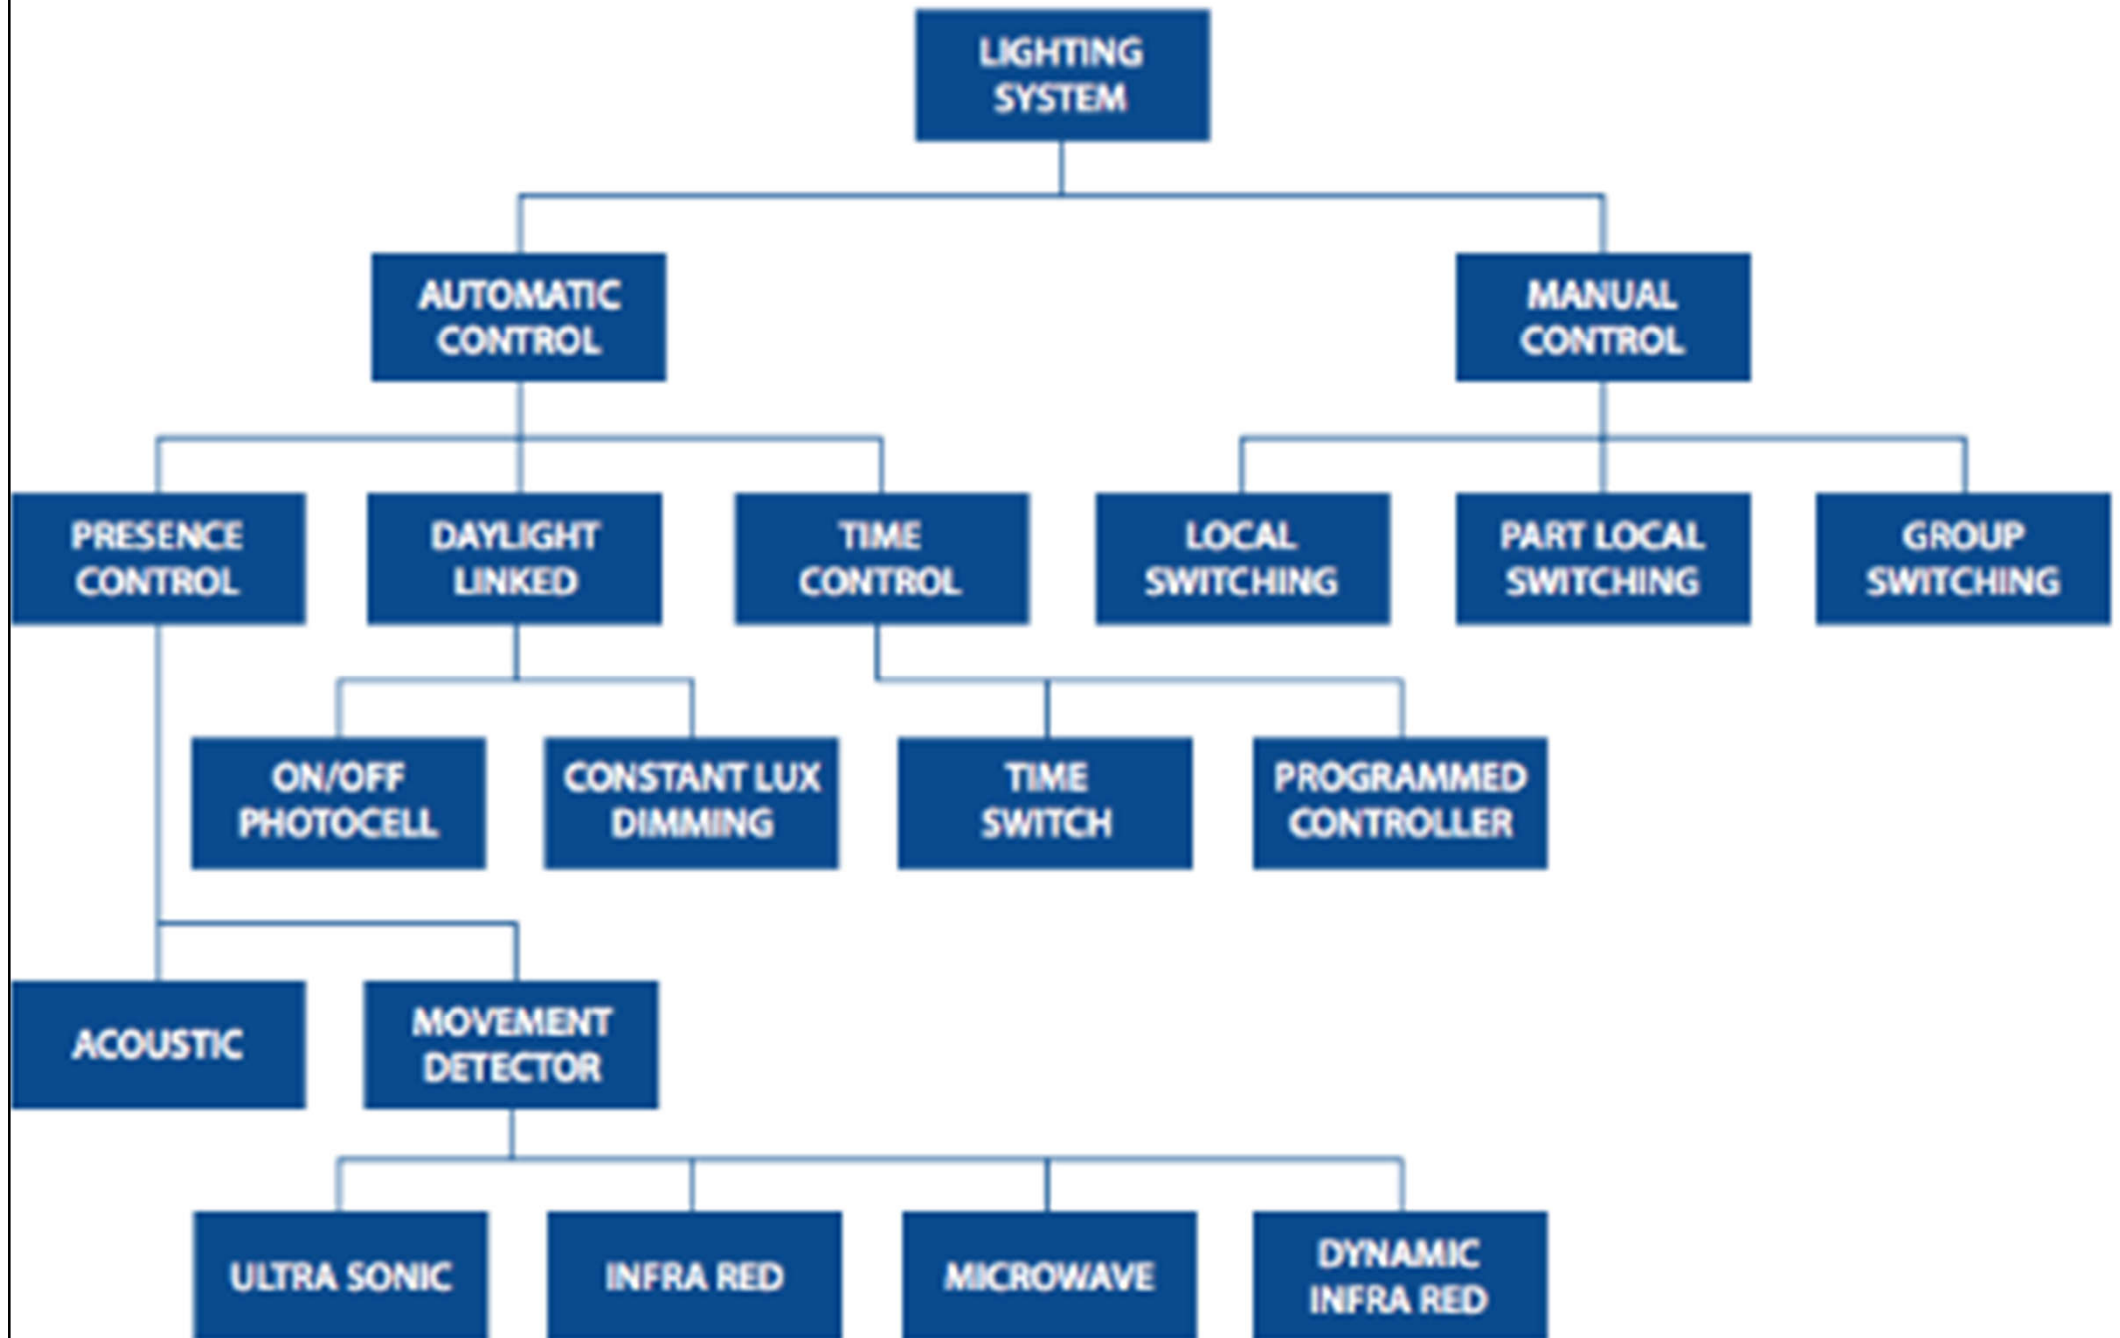 LIGHTING
SYSTEM
AUTOMATIC
CONTROL
MANUAL
CONTROL
PRESENCE
CONTROL
DAYLIGHT
LINKED
TIME
CONTROL
LOCAL
SWITCHING
PART LOCAL
SWITCHING
GROUP
SWITCHING
ON/OFF
PHOTOCELL
CONSTANT LUX
DIMMING
TIME
SWITCH
PROGRAMMED
CONTROLLER
ACOUSTIC
MOVEMENT
DETECTOR
ULTRA SONIC
INFRA RED
MICROWAVE
DYNAMIC
INFRA RED